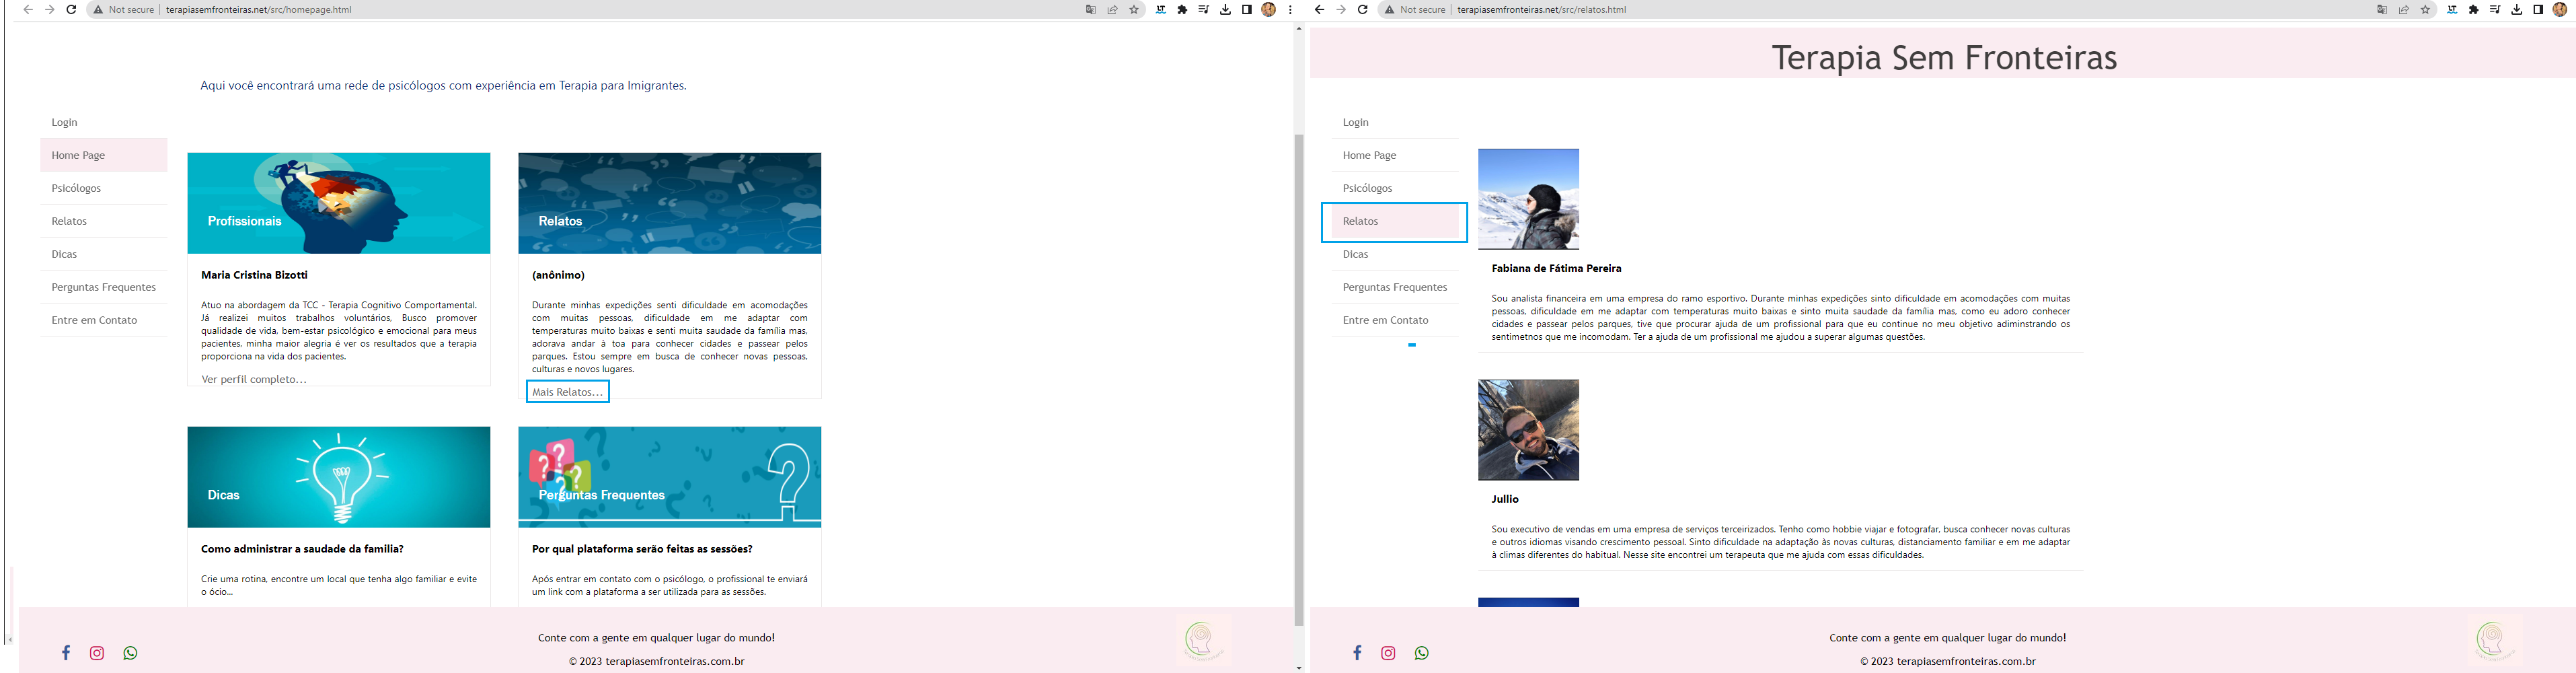 Not secure | terapiasemfronteiras.net/src/homepage.html
Aqui você encontrará uma rede de psicólogos com experiência em Terapia para Imigrantes.
Login
Home Page
Psicólogos
Relatos
Dicas
Perguntas Frequentes
Entre em Contato
Profissionais
Maria Cristina Bizotti
Atuo na abordagem da TCC - Terapia Cognitivo Comportamental.
Já realizei muitos trabalhos voluntários, Busco promover
qualidade de vida, bem-estar psicológico e emocional para meus
pacientes, minha maior alegria é ver os resultados que a terapia
proporciona na vida dos pacientes.
Ver perfil completo...
Relatos
(anônimo)
Durante minhas expedições senti dificuldade em acomodações
com muitas pessoas, dificuldade em me adaptar com
temperaturas muito baixas e senti muita saudade da família mas,
adorava andar à toa para conhecer cidades e passear pelos
parques. Estou sempre em busca de conhecer novas pessoas,
culturas e novos lugares.
Mais Relatos...
Dicas
Como administrar a saudade da familia?
Crie uma rotina, encontre um local que tenha algo familiar e evite
o ócio...
Perguntas Frequentes
Por qual plataforma serão feitas as sessões?
Após entrar em contato com o psicólogo, o profissional te enviará
um link com a plataforma a ser utilizada para as sessões.
Conte com a gente em qualquer lugar do mundo!
© 2023 terapiasemfronteiras.com.br
Not secure | terapiasemfronteiras.net/src/relatos.html
Terapia Sem Fronteiras
Login
Home Page
Psicólogos
Relatos
Dicas
Perguntas Frequentes
Entre em Contato
Fabiana de Fátima Pereira
Sou analista financeira em uma empresa do ramo esportivo. Durante minhas expedições sinto dificuldade em acomodações com muitas
pessoas, dificuldade em me adaptar com temperaturas muito baixas e sinto muita saudade da família mas, como eu adoro conhecer
cidades e passear pelos parques, tive que procurar ajuda de um profissional para que eu continue no meu objetivo adminstrando os
sentimetnos que me incomodam. Ter a ajuda de um profissional me ajudou a superar algumas questões.
Jullio
Sou executivo de vendas em uma empresa de serviços terceirizados. Tenho como hobbie viajar e fotografar, busca conhecer novas culturas
e outros idiomas visando crescimento pessoal. Sinto dificuldade na adaptação às novas culturas, distanciamento familiar e em me adaptar
à climas diferentes do habitual. Nesse site encontrei um terapeuta que me ajuda com essas dificuldades.
Conte com a gente em qualquer lugar do mundo!
© 2023 terapiasemfronteiras.com.br